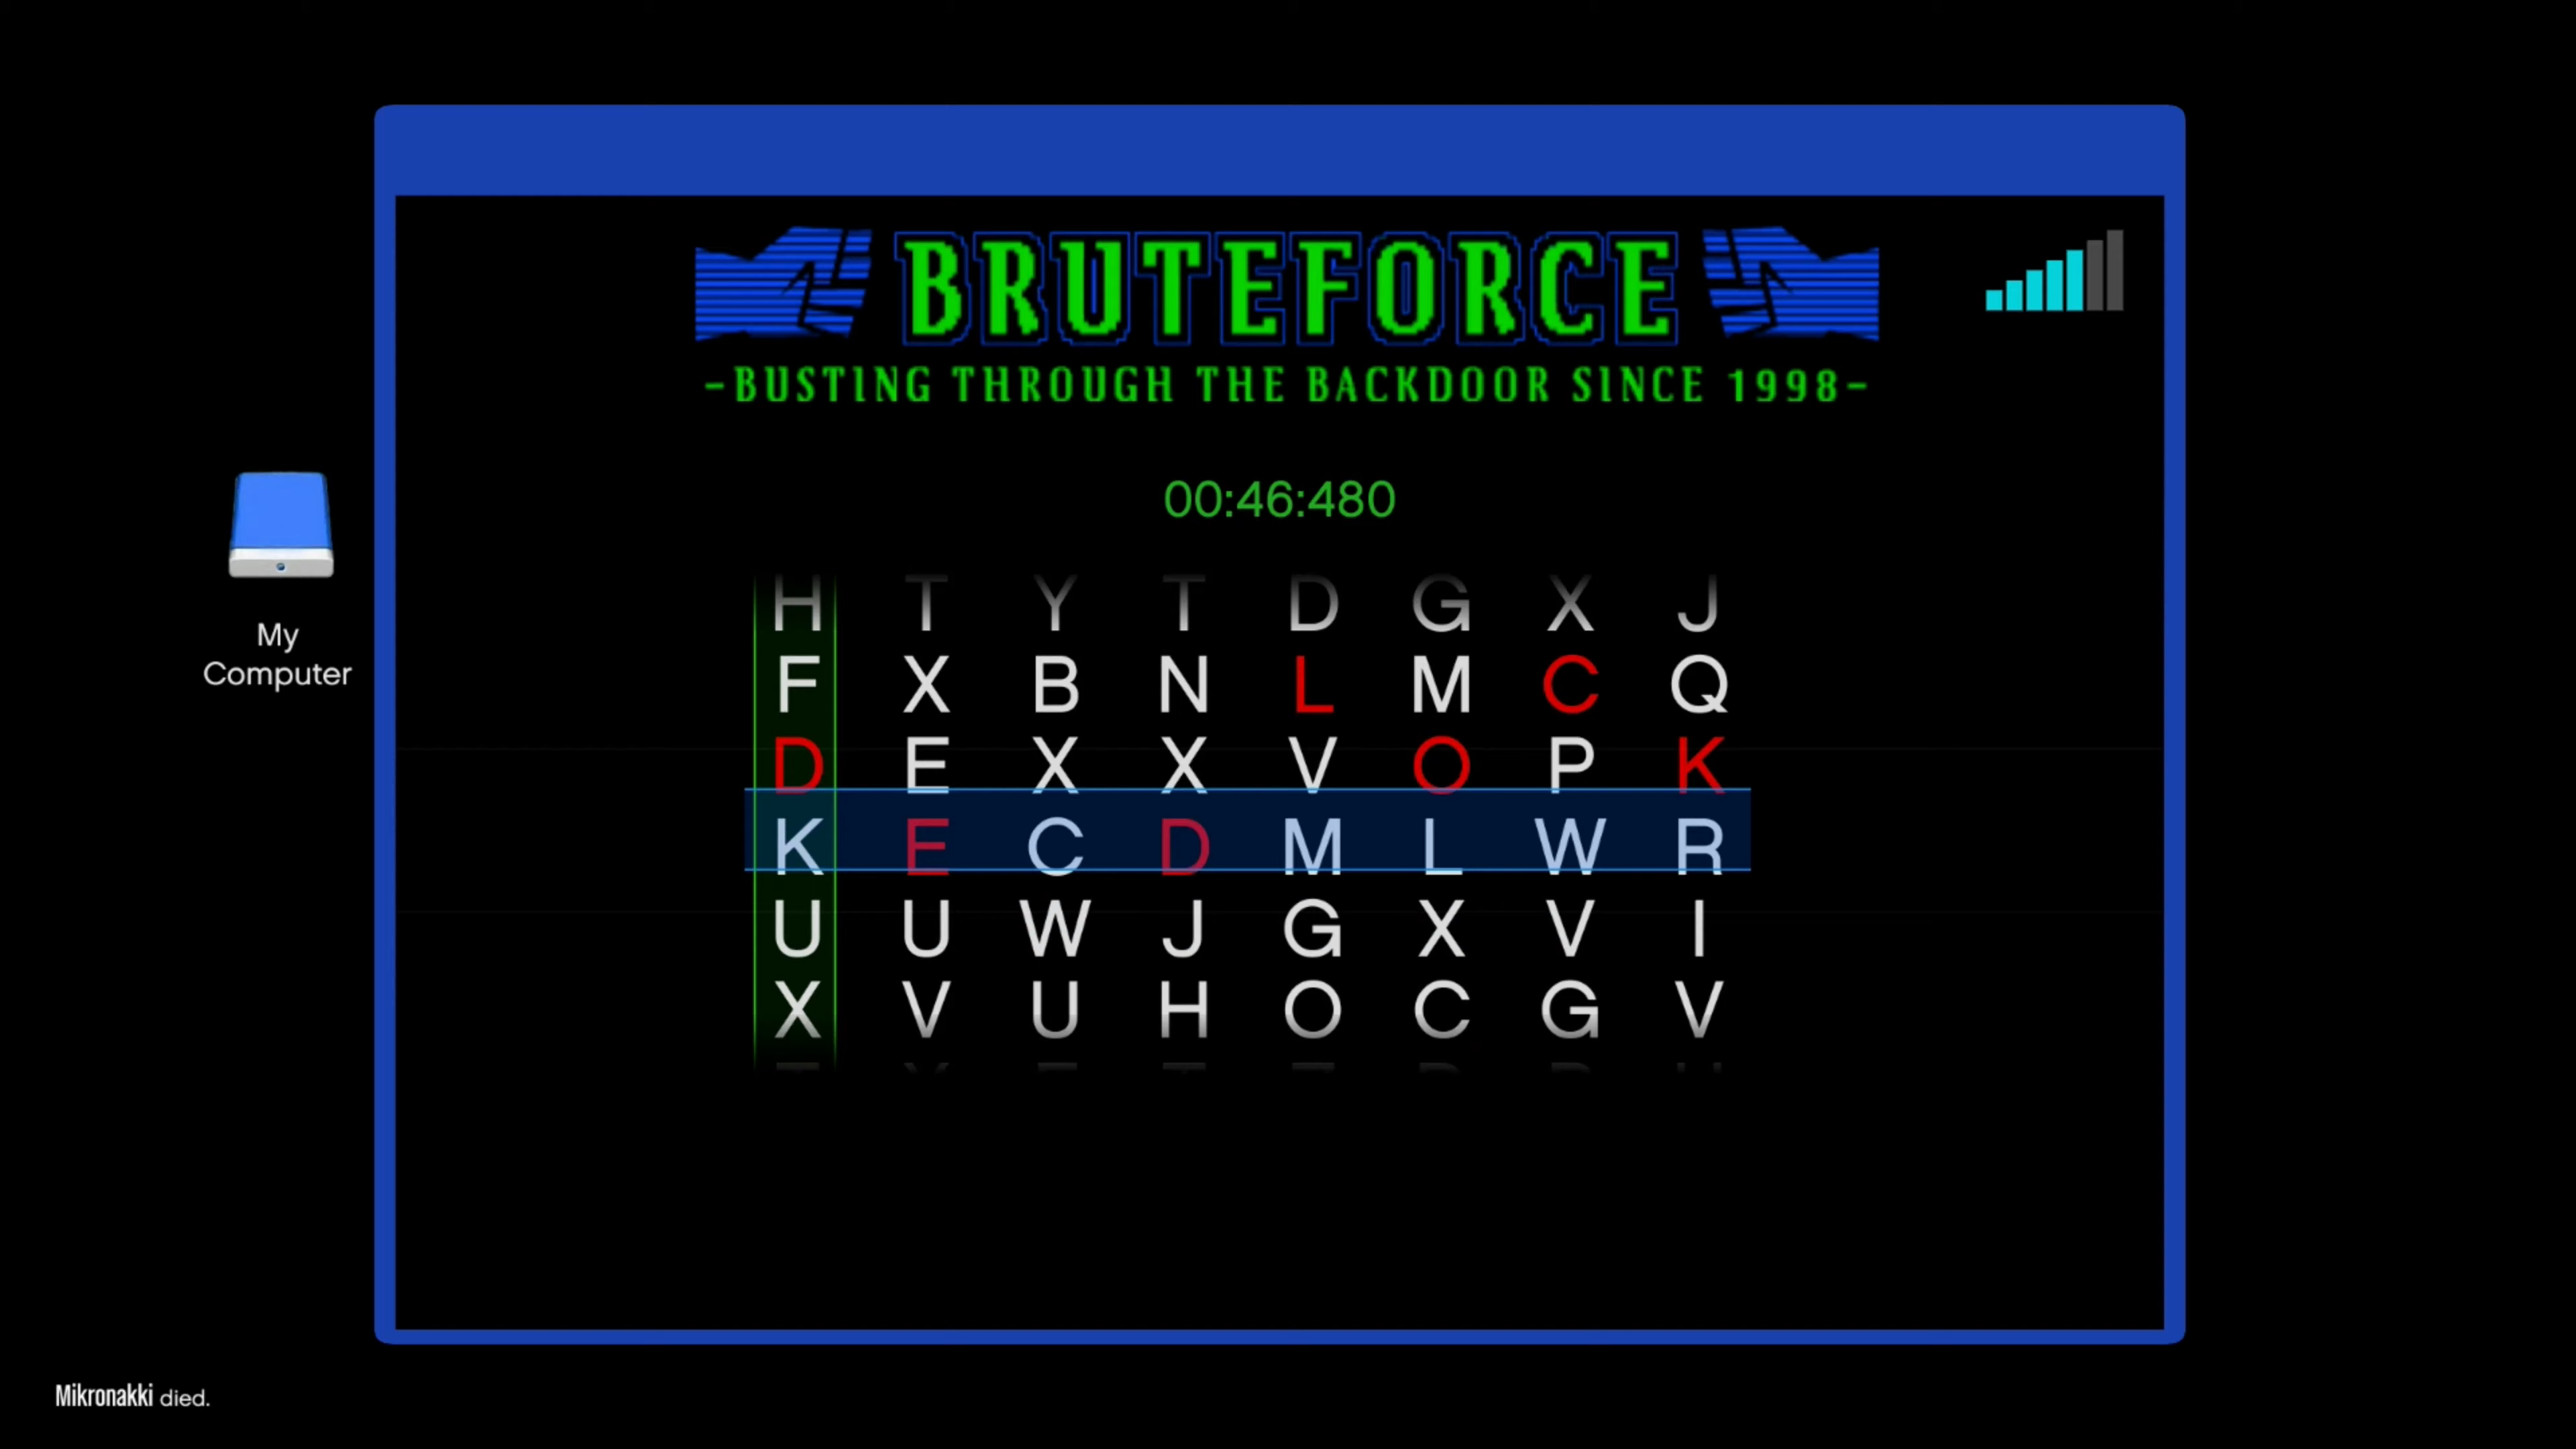 BRUTEFORCE
-BUSTING THROUGH THE BACKDOOR SINCE 1998-
00:46:480
My
Computer
H T Y T D G X J
F X B N L M C Q
D E X X V O P K
K E C D M L W R
U U W J G X V I
X V U H O C G V
Mikronakki died.